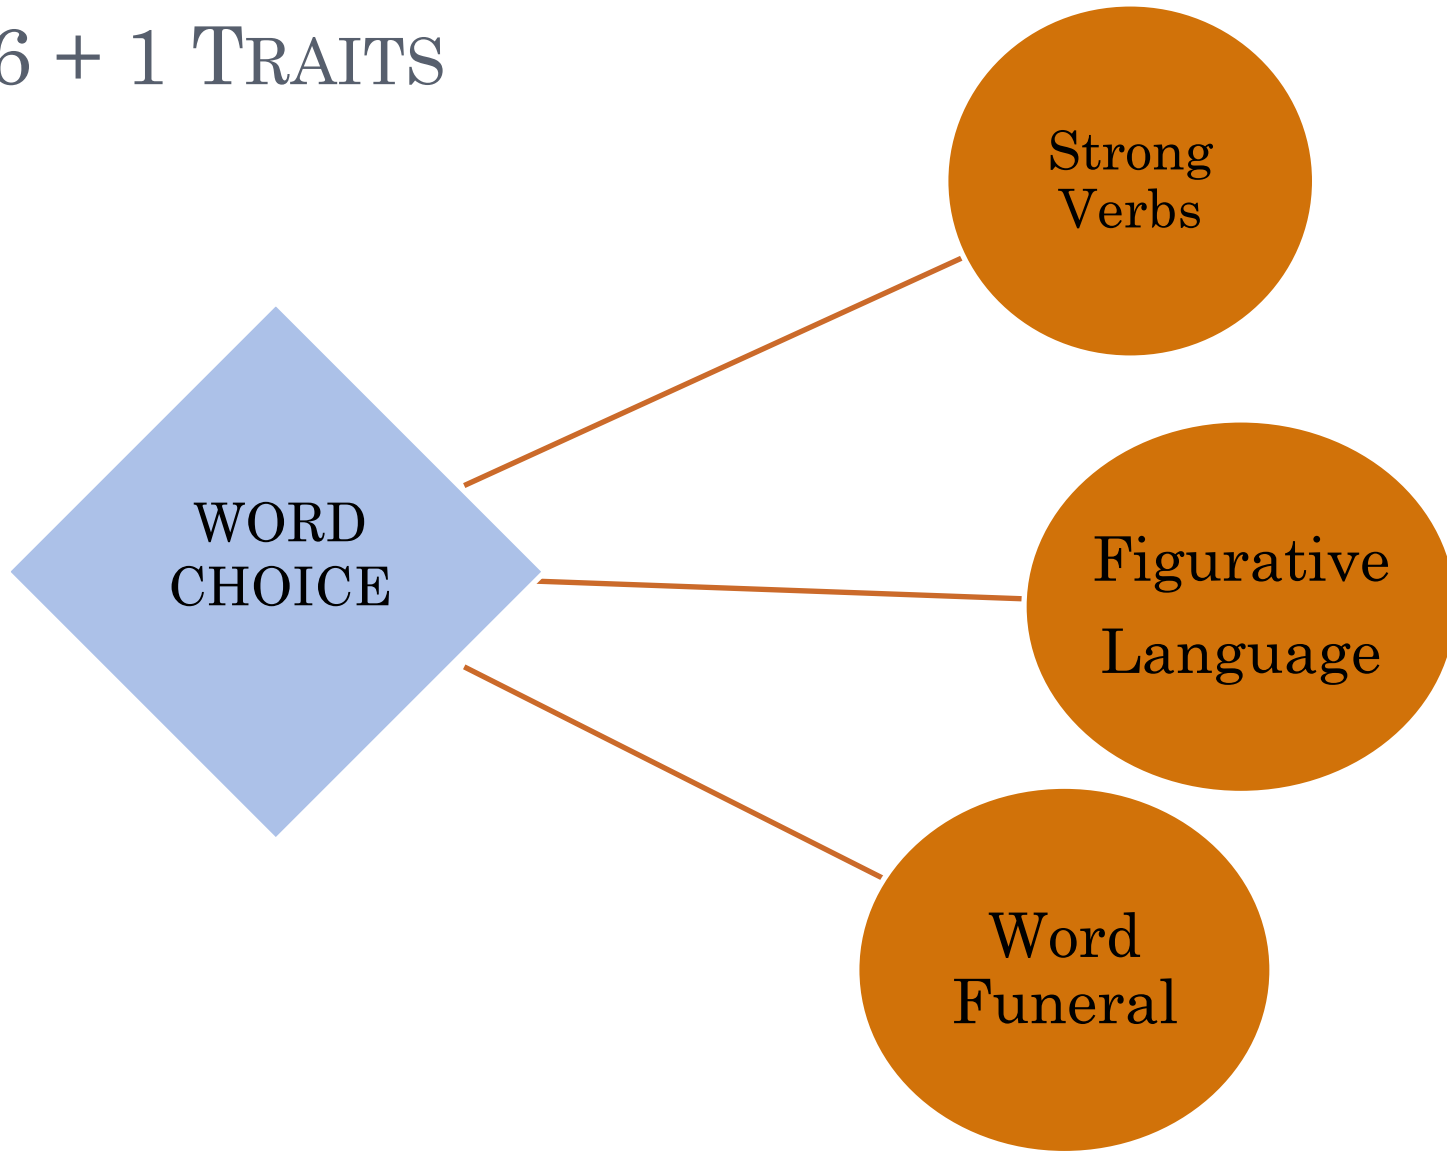 6 + 1 TRAITS
Strong
Verbs
WORD
CHOICE
Figurative
Language
Word
Funeral